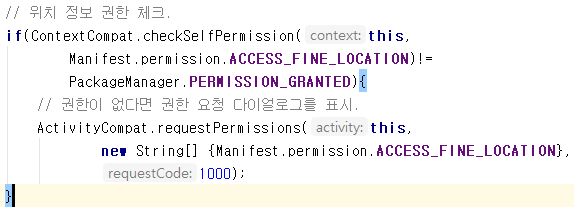 // 위치 정보 권한 체크.
if(ContextCompat.checkSelfPermission( context: this,
Manifest.permission.ACCESS_FINE_LOCATION)!=
PackageManager.PERMISSION_GRANTED){
// 권한이 없다면 권한 요청 다이얼로그를 표시.
ActivityCompat.requestPermissions( activity: this,
new String[] {Manifest.permission.ACCESS_FINE_LOCATION},
requestCode: 1000);
}